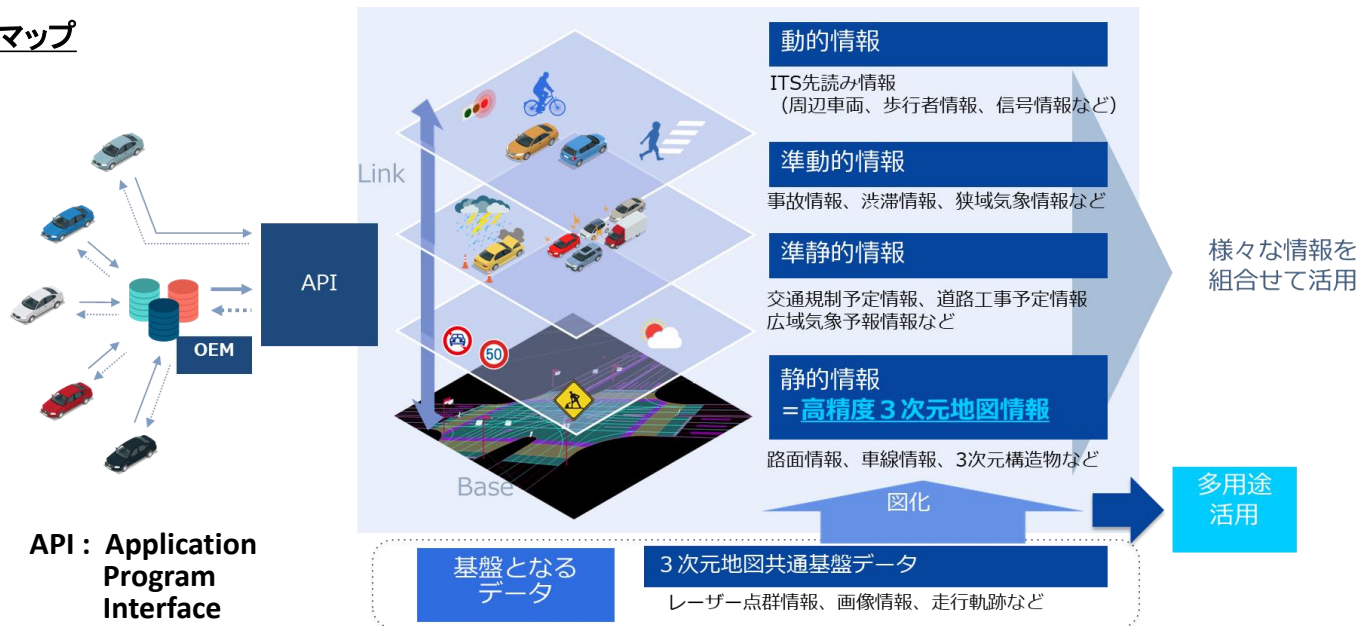 マップ
動的情報
ITS先読み情報
(周辺車両、歩行者情報、信号情報など)
Link
準動的情報
事故情報、渋滞情報、狭域気象情報など
API
準静的情報
様々な情報を
組合せて活用
交通規制予定情報、道路工事予定情報
広域気象予報情報など
OEM
50
静的情報
=高精度3次元地図情報
路面情報、車線情報、3次元構造物など
Base
図化
多用途
活用
API : Application
Program
Interface
基盤となる
データ
3次元地図共通基盤データ
レーザー点群情報、画像情報、走行軌跡など